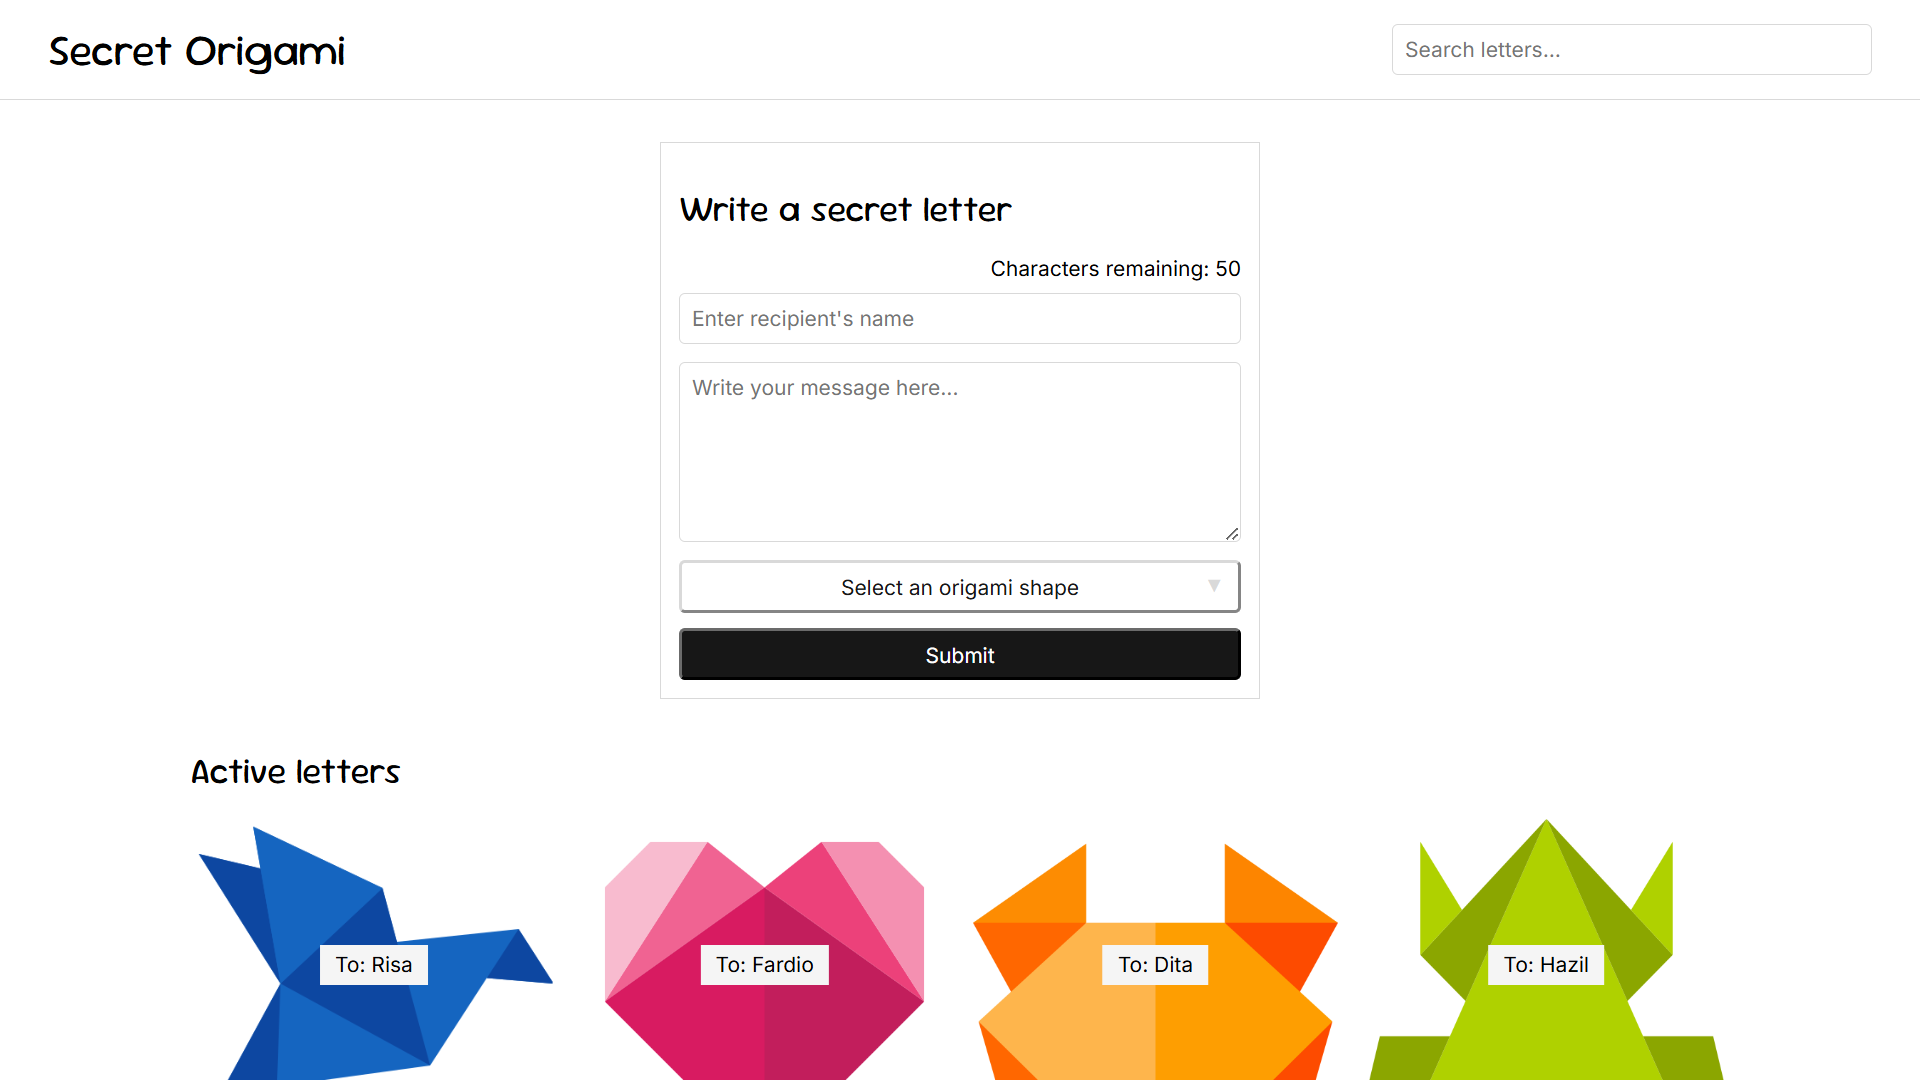 Secret Origami
Search letters...
Write a secret letter
Characters remaining: 50
Enter recipient's name
Write your message here...
Select an origami shape
Submit
Active letters
To: Risa
To: Fardio
To: Dita
To: Hazil